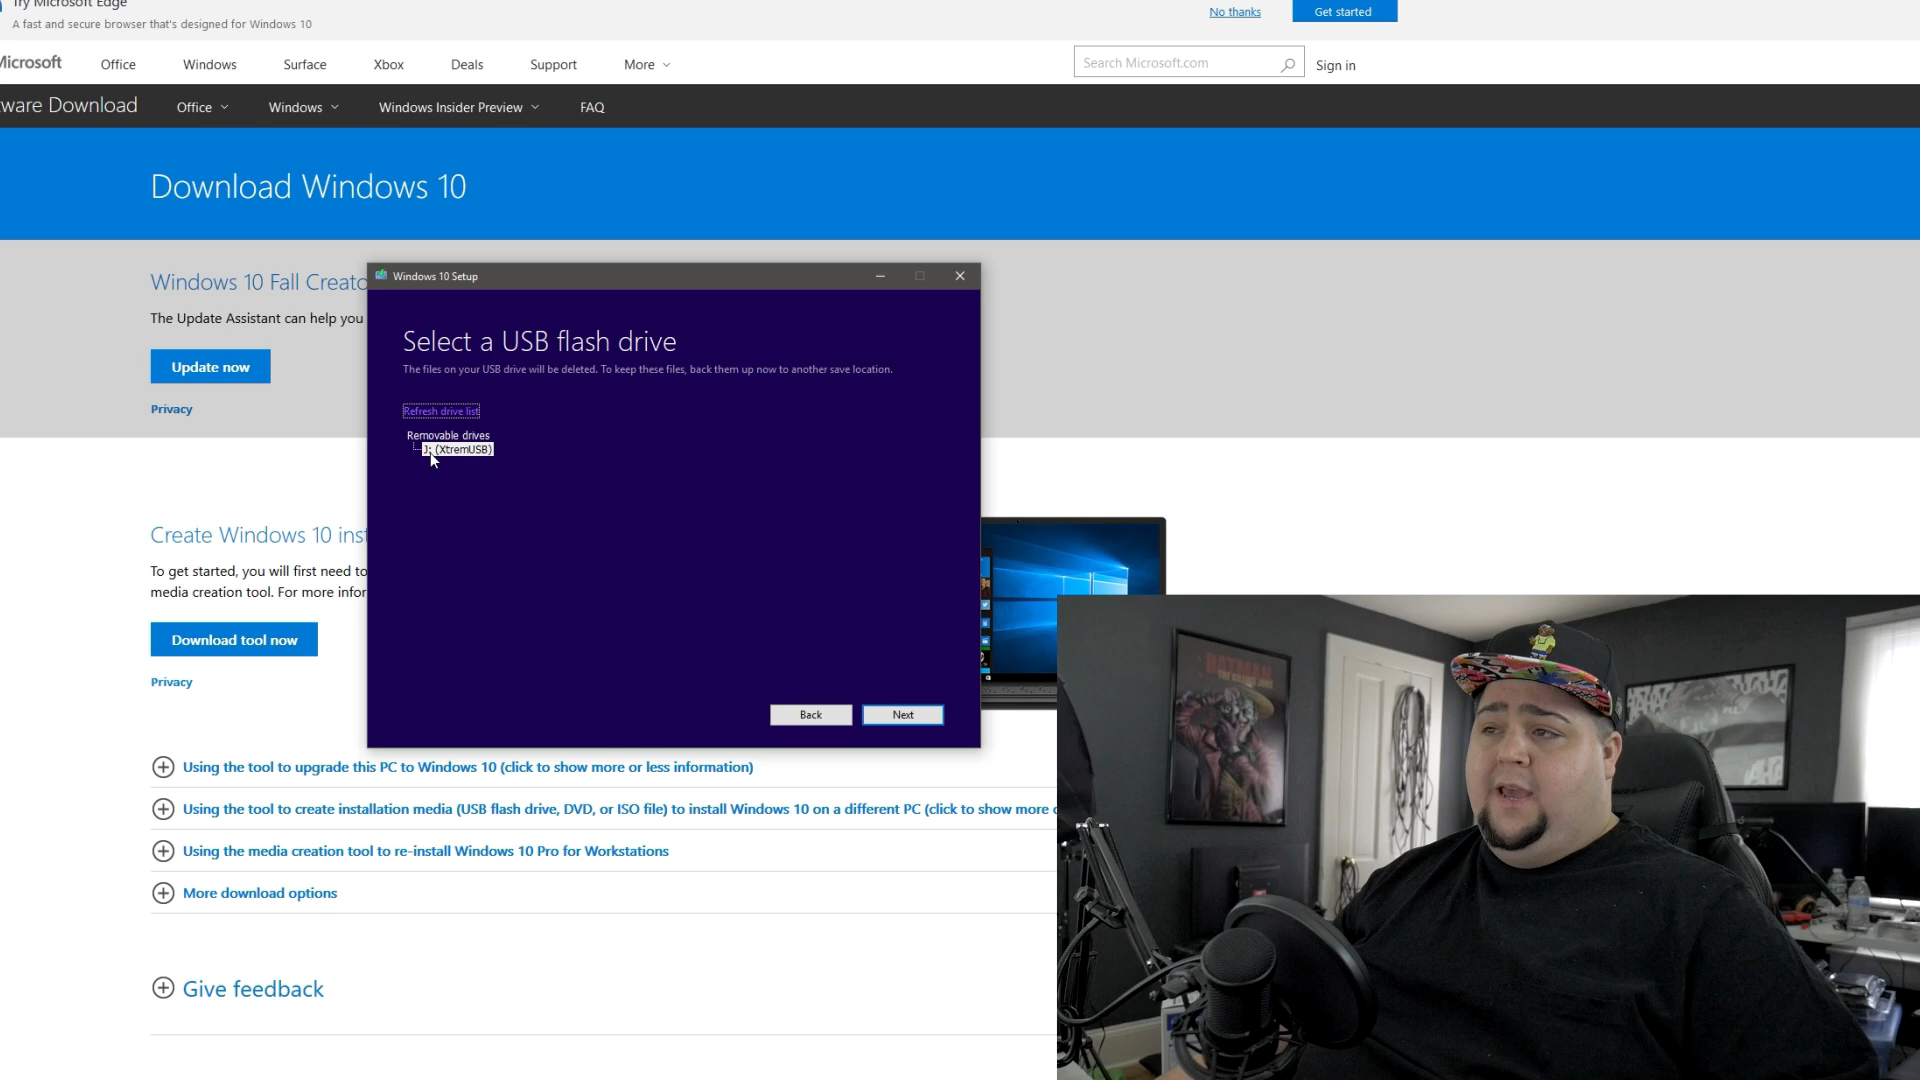 Try Microsoft Edge
A fast and secure browser that's designed for Windows 10
No thanks
Get started
Microsoft
Office
Windows
Surface
Xbox
Deals
Support
More
Search Microsoft.com
Sign in
ware Download
Office
Windows
Windows Insider Preview
FAQ
Download Windows 10
Windows 10 Fall Creato
The Update Assistant can help you
Update now
Privacy
Windows 10 Setup
Select a USB flash drive
The files on your USB drive will be deleted. To keep these files, back them up now to another save location.
Refresh drive list
Removable drives
J: (XtremUSB)
Back
Next
Create Windows 10 inst
To get started, you will first need to
media creation tool. For more infor
Download tool now
Privacy
Using the tool to upgrade this PC to Windows 10 (click to show more or less information)
Using the tool to create installation media (USB flash drive, DVD, or ISO file) to install Windows 10 on a different PC (click to show more o
Using the media creation tool to re-install Windows 10 Pro for Workstations
More download options
Give feedback
BATMAN
THE KILLING JOKE